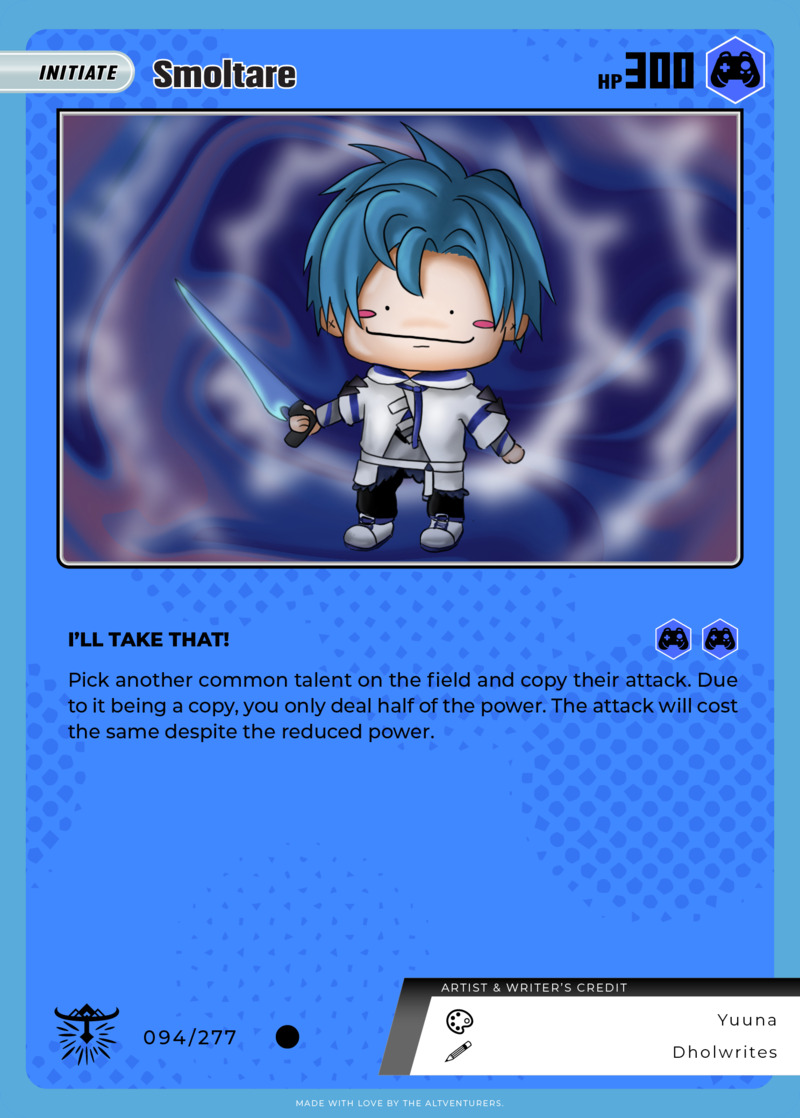 INITIATE
Smoltare
HP 300
I'LL TAKE THAT!
Pick another common talent on the field and copy their attack. Due
to it being a copy, you only deal half of the power. The attack will cost
the same despite the reduced power.
ARTIST & WRITER'S CREDIT
Yuuna
094/277
Dholwrites
MADE WITH LOVE BY THE ALTVENTURERS.